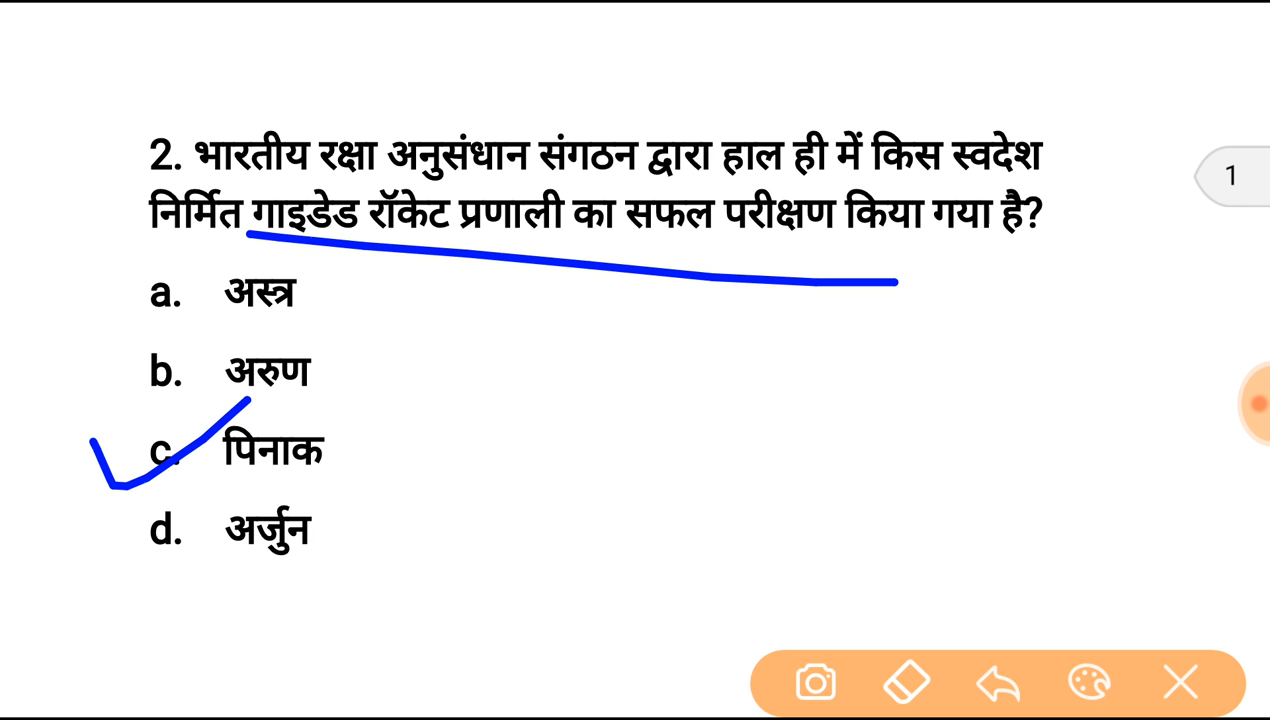 2. भारतीय रक्षा अनुसंधान संगठन द्वारा हाल ही में किस स्वदेश
निर्मित गाइडेड रॉकेट प्रणाली का सफल परीक्षण किया गया है?
1
a. अस्त्र
b. अरुण
c. पिनाक
d. अर्जुन